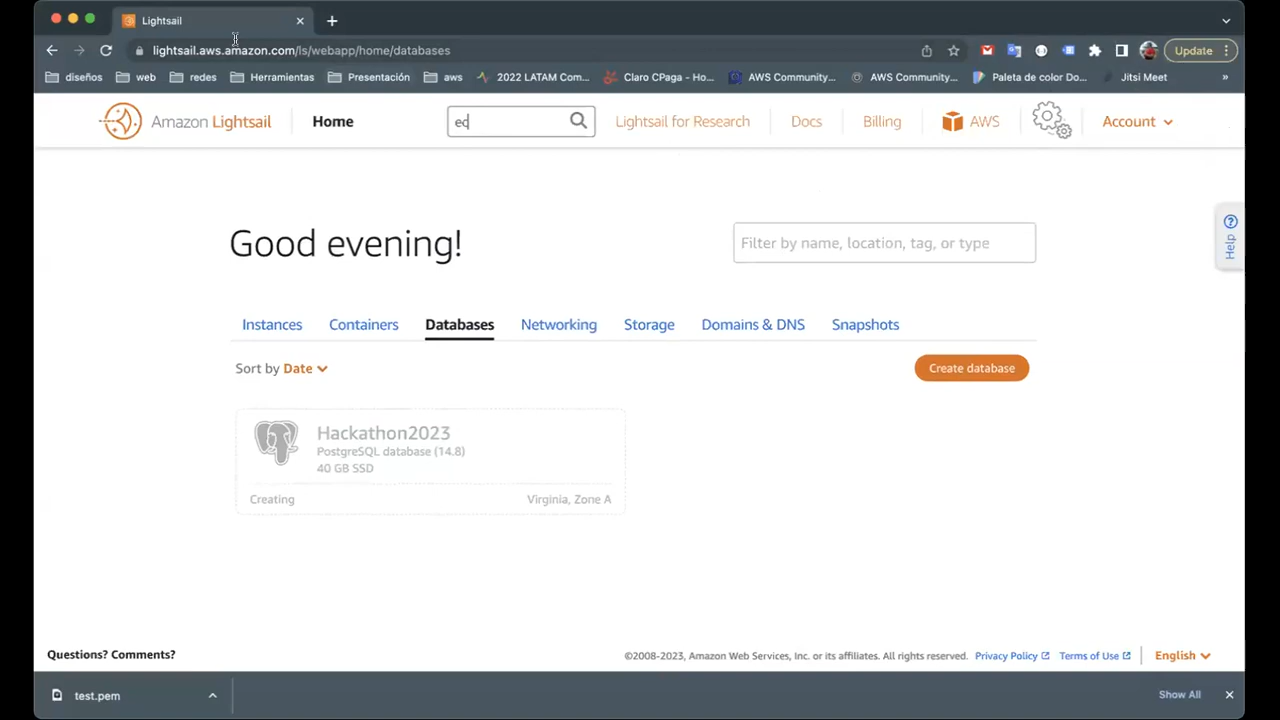 Lightsail
lightsail.aws.amazon.com/ls/webapp/home/databases
Update
diseños web redes Herramientas Presentación aws 2022 LATAM Com... Claro CPaga - Ho... AWS Community... AWS Community... Paleta de color Do... Jitsi Meet »
Amazon Lightsail Home ec Lightsail for Research Docs Billing AWS Account
Good evening!
Filter by name, location, tag, or type
Help
Instances Containers Databases Networking Storage Domains & DNS Snapshots
Sort by Date
Create database
Hackathon2023
PostgreSQL database (14.8)
40 GB SSD
Creating Virginia, Zone A
Questions? Comments?
©2008-2023, Amazon Web Services, Inc. or its affiliates. All rights reserved. Privacy Policy Terms of Use English
test.pem Show All